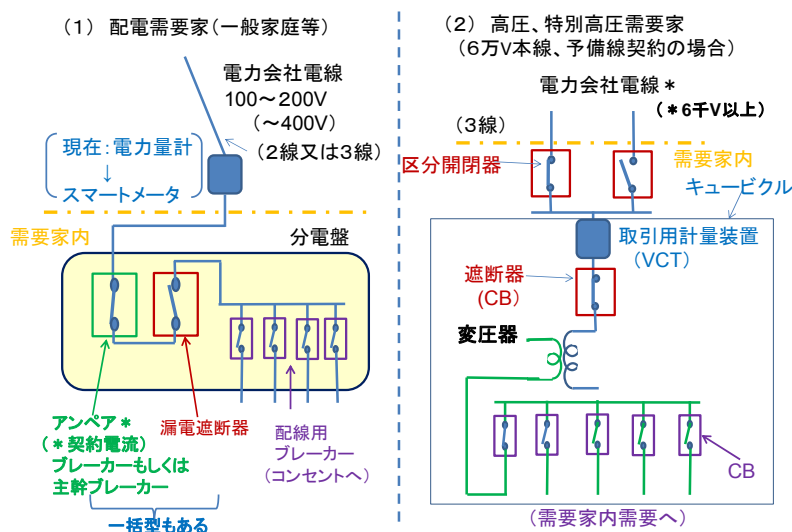 （1） 配電需要家（一般家庭等）
電力会社電線
100～200V
（～400V）
（2線又は3線）
現在：電力量計
↓
スマートメータ
需要家内
分電盤
アンペア＊
（＊契約電流）
ブレーカーもしくは
主幹ブレーカー
漏電遮断器
配線用
ブレーカー
（コンセントへ）
一括型もある
（2） 高圧、特別高圧需要家
（6万V本線、予備線契約の場合）
電力会社電線＊
（＊6千V以上）
（3線）
区分開閉器
需要家内
キュービクル
取引用計量装置
（VCT）
遮断器
(CB)
変圧器
CB
（需要家内需要へ）